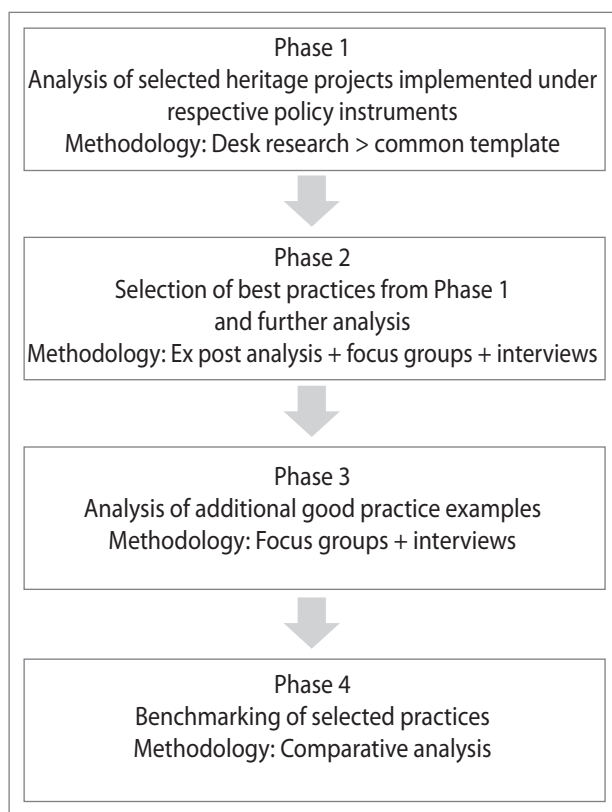 Phase 1
Analysis of selected heritage projects implemented under
respective policy instruments
Methodology: Desk research > common template
Phase 2
Selection of best practices from Phase 1
and further analysis
Methodology: Ex post analysis + focus groups + interviews
Phase 3
Analysis of additional good practice examples
Methodology: Focus groups + interviews
Phase 4
Benchmarking of selected practices
Methodology: Comparative analysis